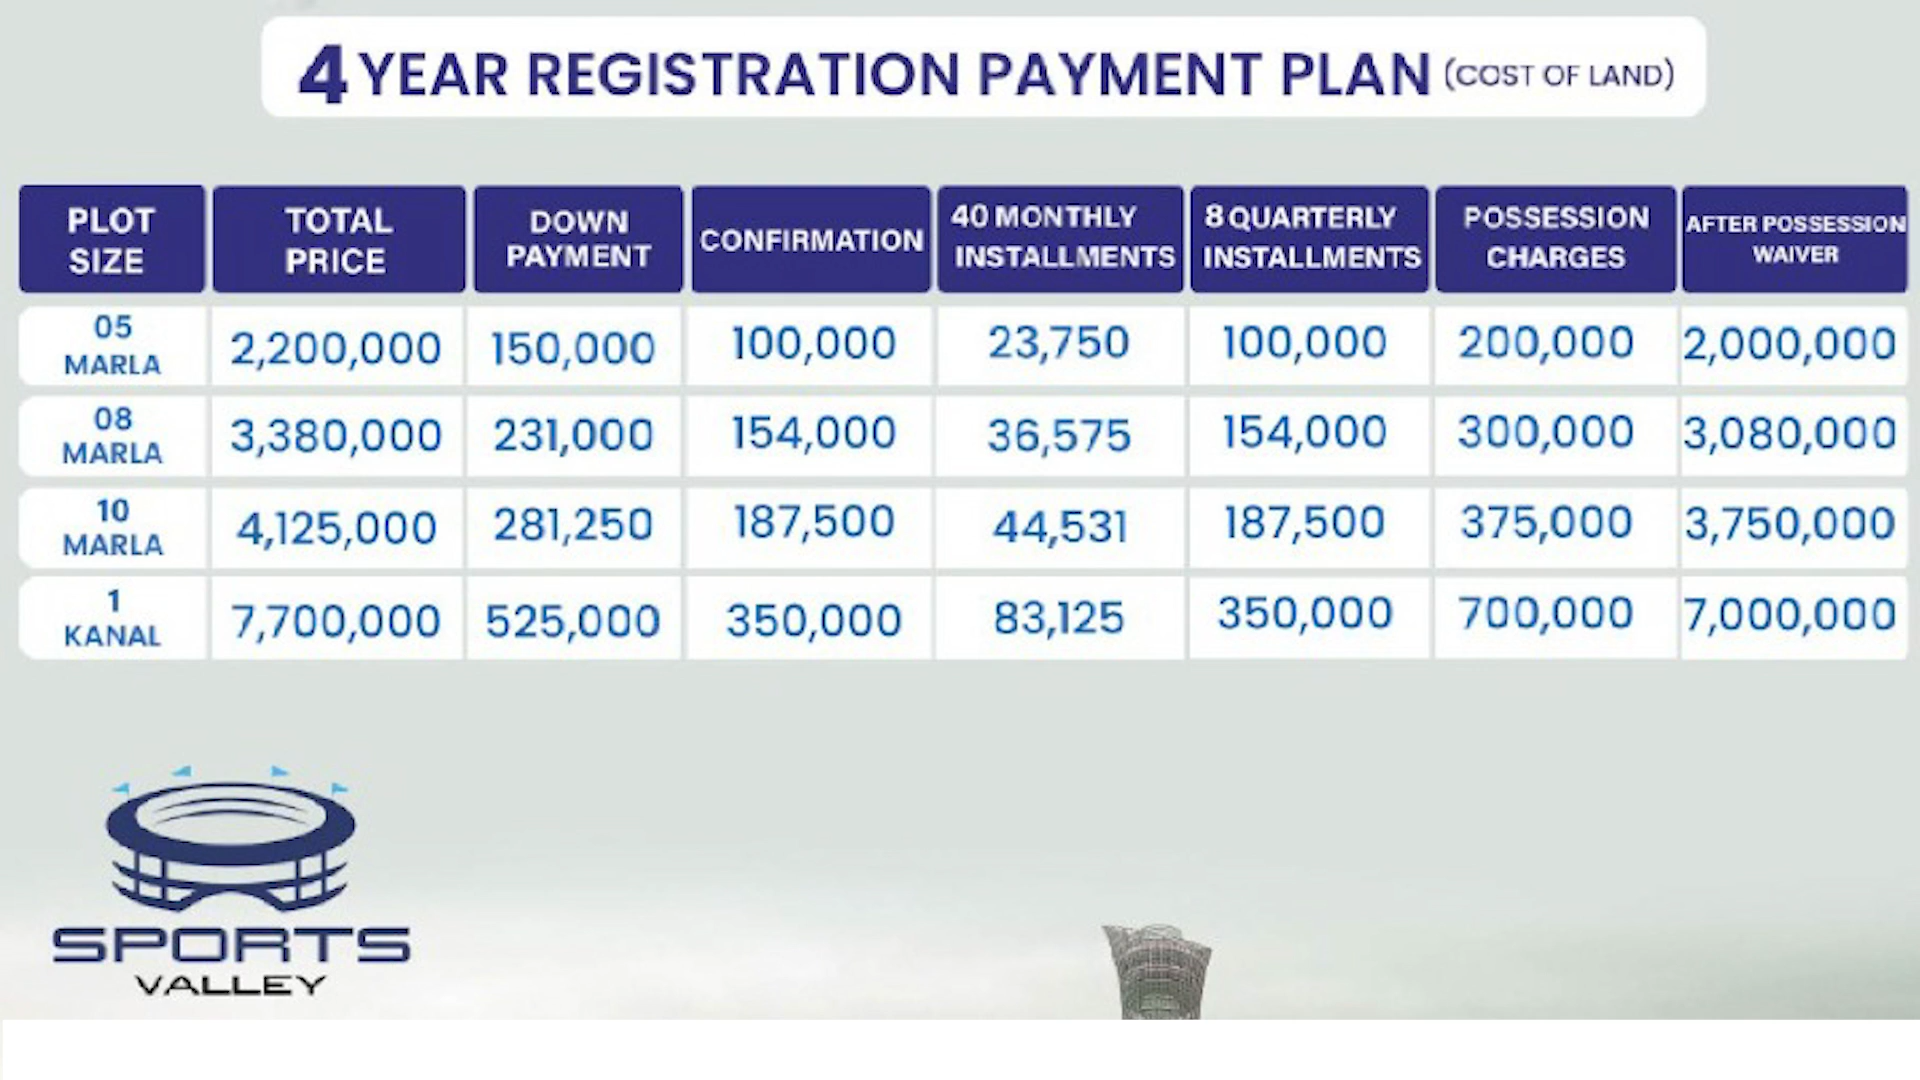 4 YEAR REGISTRATION PAYMENT PLAN (COST OF LAND)
PLOT SIZE
TOTAL PRICE
DOWN PAYMENT
CONFIRMATION
40 MONTHLY INSTALLMENTS
8 QUARTERLY INSTALLMENTS
POSSESSION CHARGES
AFTER POSSESSION WAIVER
05 MARLA 2,200,000 150,000 100,000 23,750 100,000 200,000 2,000,000
08 MARLA 3,380,000 231,000 154,000 36,575 154,000 300,000 3,080,000
10 MARLA 4,125,000 281,250 187,500 44,531 187,500 375,000 3,750,000
1 KANAL 7,700,000 525,000 350,000 83,125 350,000 700,000 7,000,000
SPORTS
VALLEY